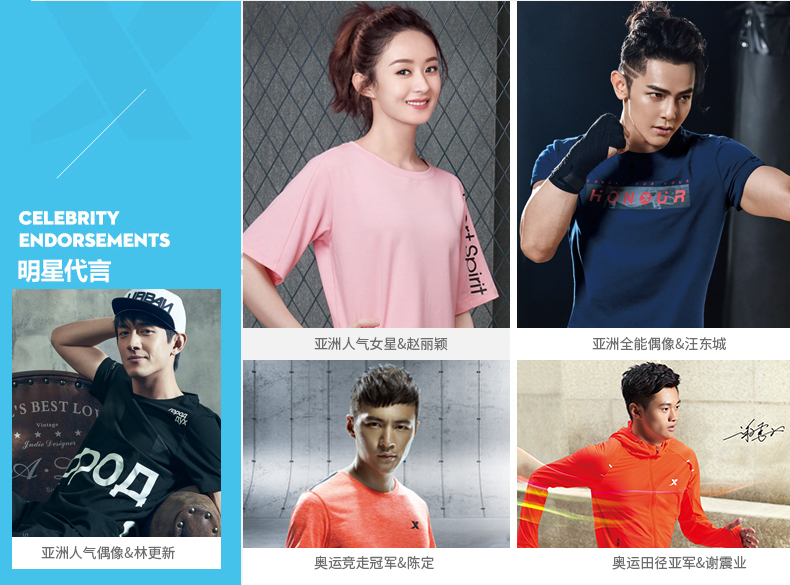 CELEBRITY
ENDORSEMENTS
明星代言
URBAN
'S BEST LO
Vintage
Indie Designer
亚洲人气偶像&林更新
Spirit
亚洲人气女星&赵丽颖
HONOUR
亚洲全能偶像&汪东城
奥运竞走冠军&陈定
奥运田径亚军&谢震业